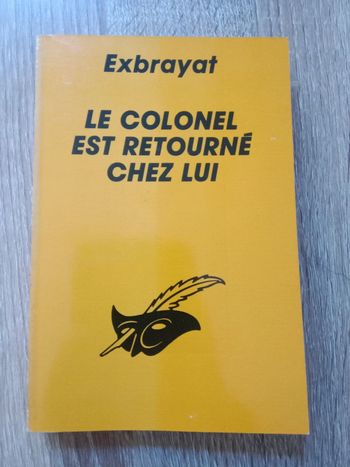 Exbrayat
LE COLONEL
EST RETOURNÉ
CHEZ LUI